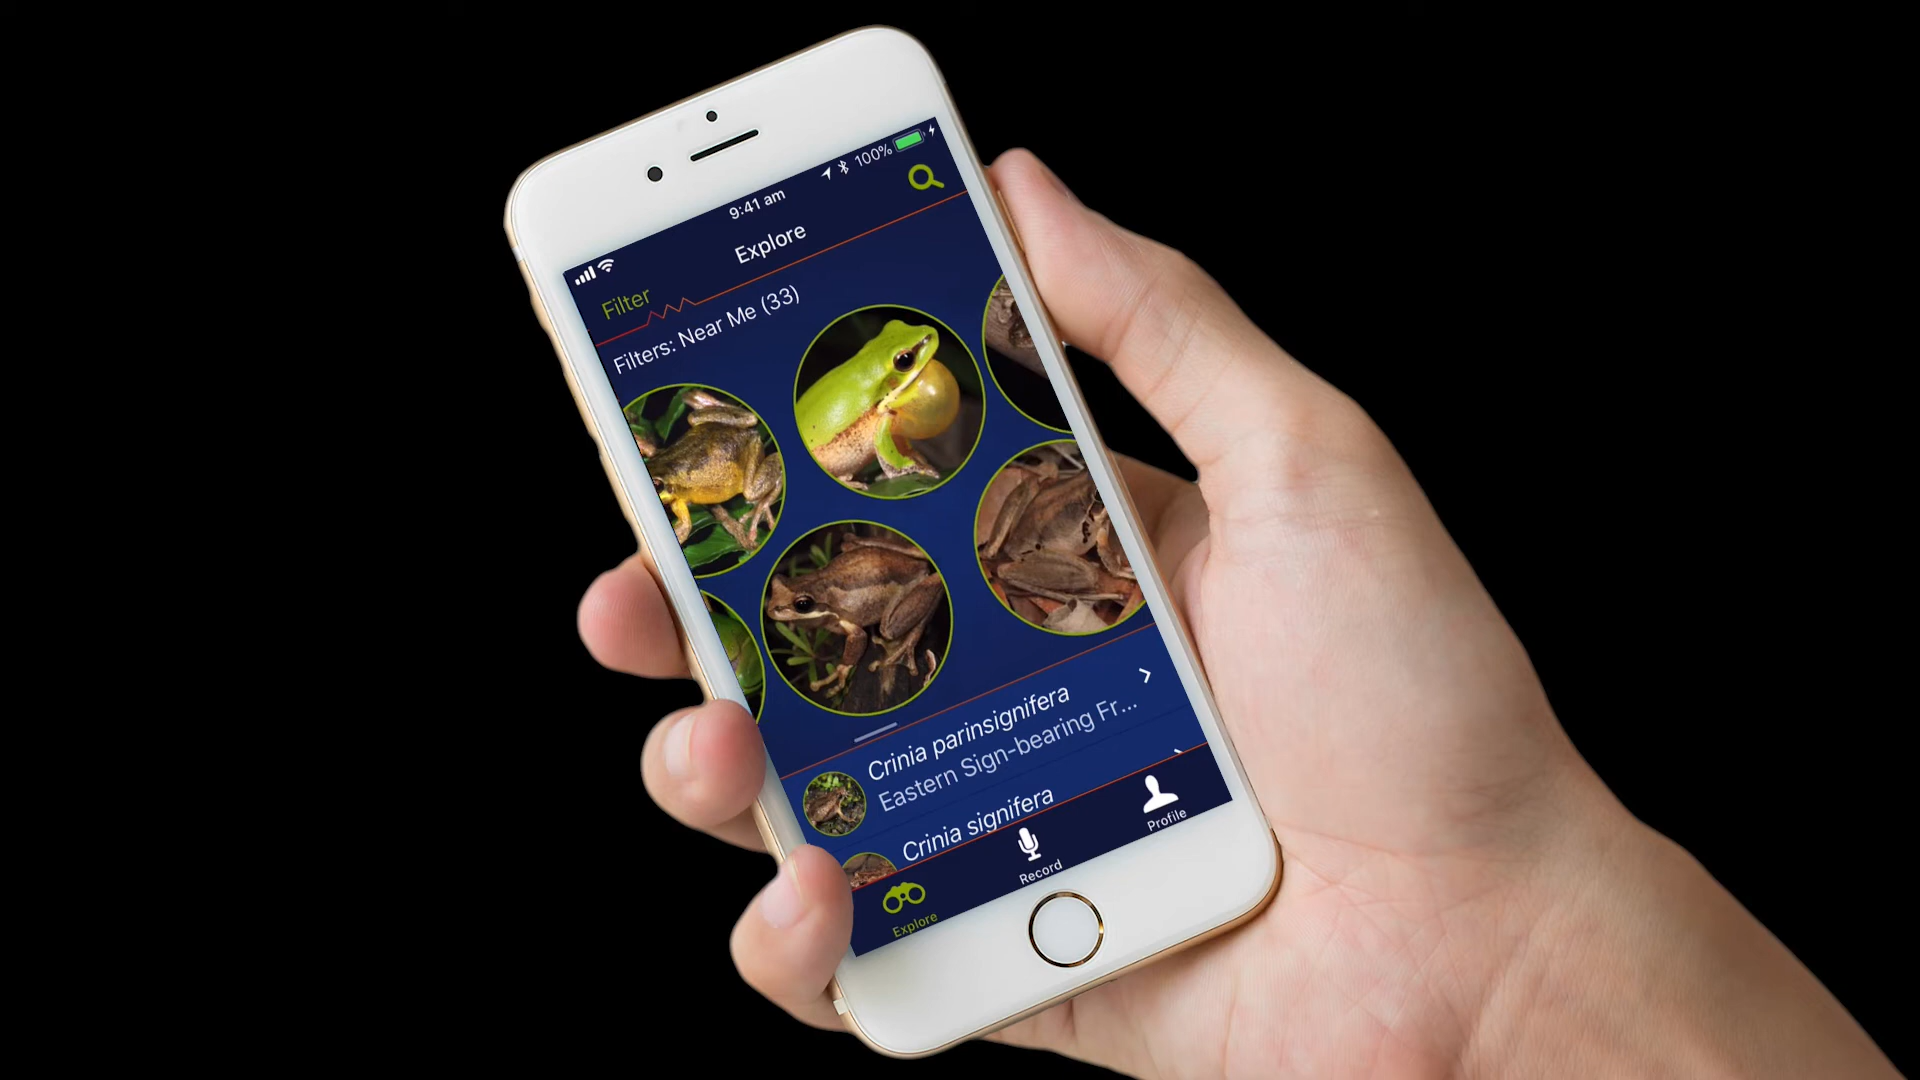 9:41 am
100%
Explore
Filter
Filters: Near Me (33)
Crinia parinsignifera
Eastern Sign-bearing Fr...
Crinia signifera
Explore
Record
Profile